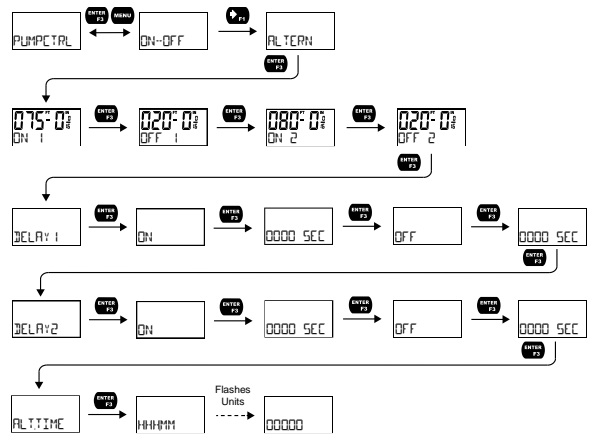 ENTER F3
MENU
F1
PUMPCTRL
ON--OFF
ALTERN
ENTER F3
075- 0
ON 1
ENTER F3
020- 0
OFF 1
ENTER F3
080- 0
ON 2
ENTER F3
020- 0
OFF 2
ENTER F3
DELAY1
ENTER F3
ON
ENTER F3
0000 SEC
ENTER F3
OFF
ENTER F3
0000 SEC
ENTER F3
DELAY2
ENTER F3
ON
ENTER F3
0000 SEC
ENTER F3
OFF
ENTER F3
0000 SEC
ENTER F3
ALT.TIME
ENTER F3
HHHMM
Flashes
Units
00000